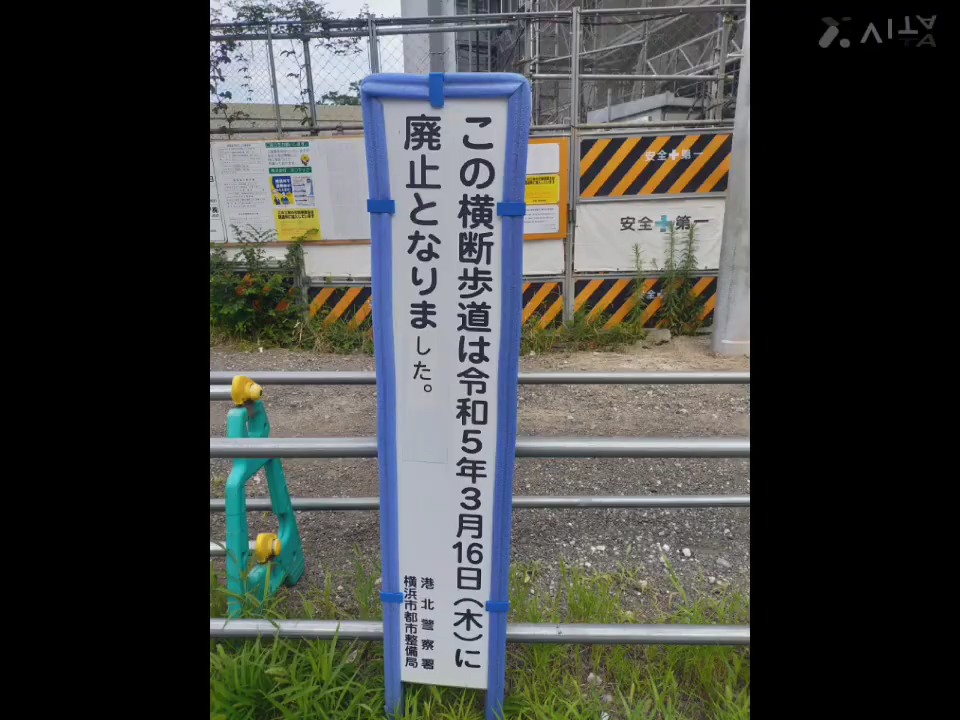 この横断歩道は令和5年3月16日(木)に
廃止となりました。
港北警察署
横浜市都市整備局
安全✚第一
安全✚第一